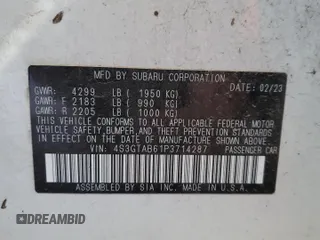 MFD BY SUBARU CORPORATION
DATE: 02/23
GVWR: 4299 LB ( 1950 KG)
GAWR: F 2183 LB ( 990 KG)
GAWR: R 2205 LB ( 1000 KG)
THIS VEHICLE CONFORMS TO ALL APPLICABLE FEDERAL MOTOR
VEHICLE SAFETY, BUMPER, AND THEFT PREVENTION STANDARDS
IN EFFECT ON THE DATE OF MANUFACTURE SHOWN ABOVE.
VIN: 4S3GTAB61P3714287 PASSENGER CAR
ASSEMBLED BY SIA INC. MADE IN U.S.A.
DREAMBID